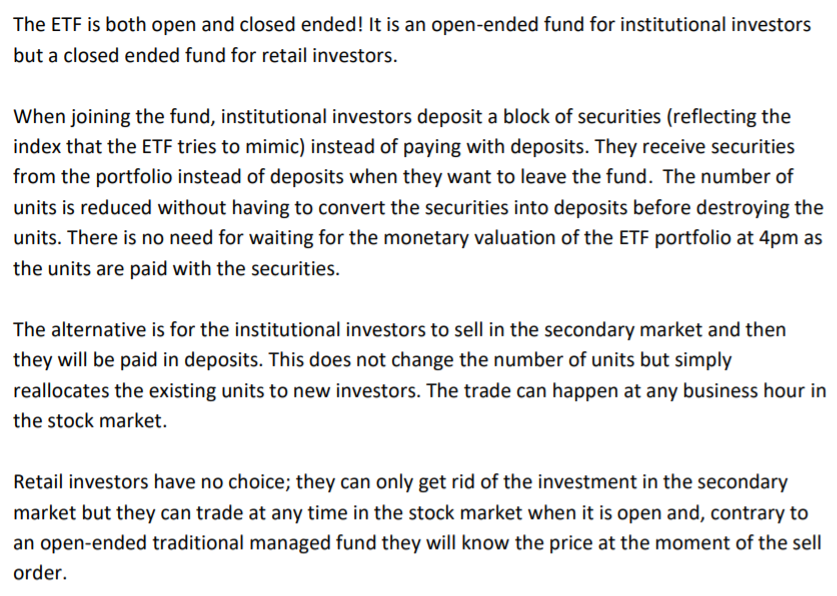 The ETF is both open and closed ended! It is an open-ended fund for institutional investors
but a closed ended fund for retail investors.
When joining the fund, institutional investors deposit a block of securities (reflecting the
index that the ETF tries to mimic) instead of paying with deposits. They receive securities
from the portfolio instead of deposits when they want to leave the fund.  The number of
units is reduced without having to convert the securities into deposits before destroying the
units. There is no need for waiting for the monetary valuation of the ETF portfolio at 4pm as
the units are paid with the securities.
The alternative is for the institutional investors to sell in the secondary market and then
they will be paid in deposits. This does not change the number of units but simply
reallocates the existing units to new investors. The trade can happen at any business hour in
the stock market.
Retail investors have no choice; they can only get rid of the investment in the secondary
market but they can trade at any time in the stock market when it is open and, contrary to
an open-ended traditional managed fund they will know the price at the moment of the sell
order.